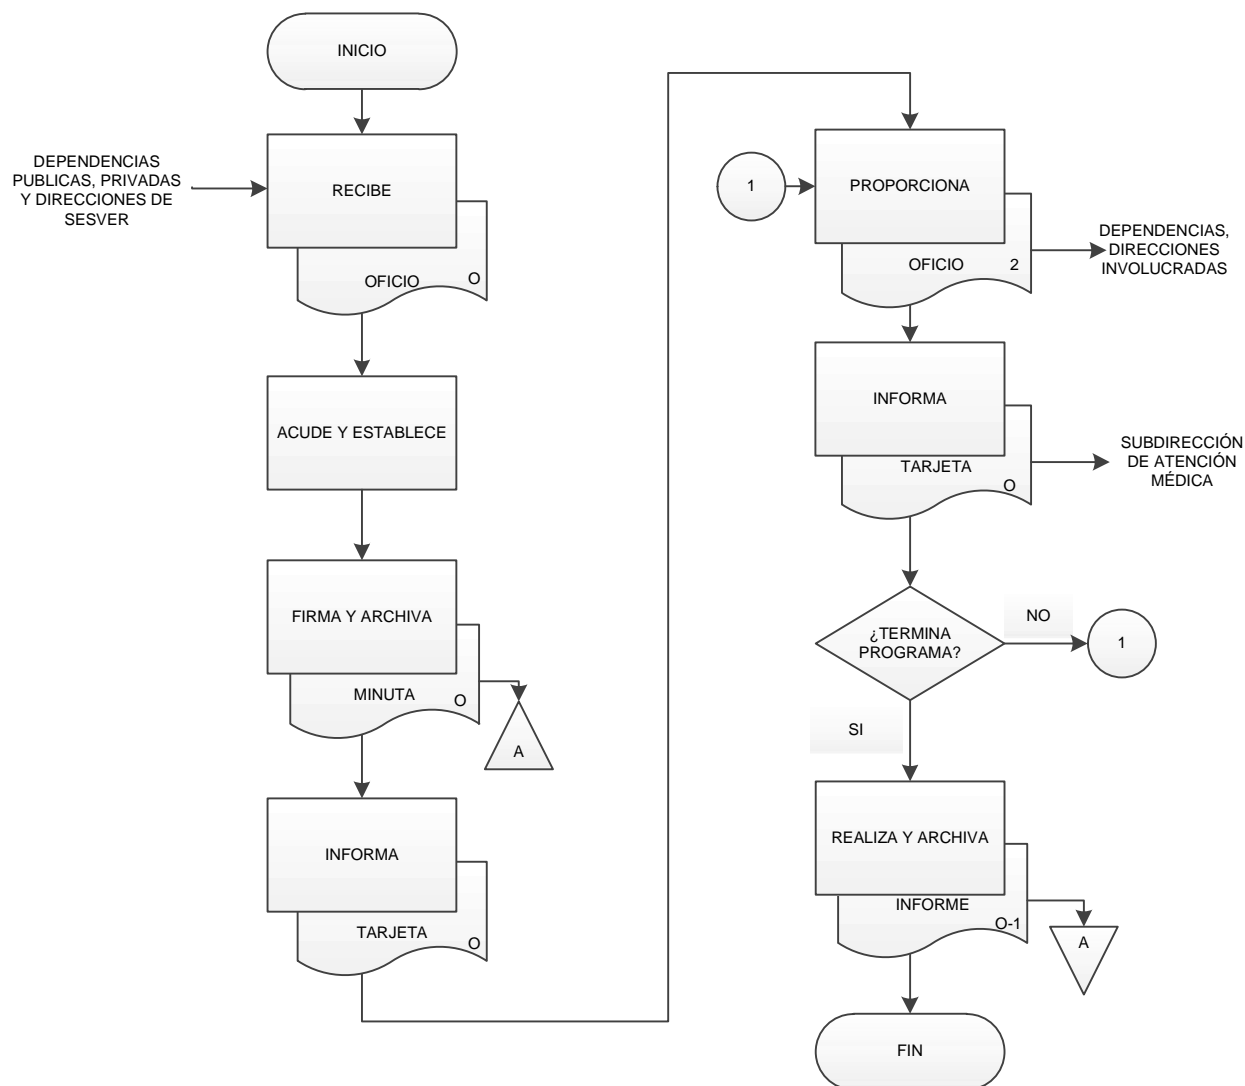 INICIO
DEPENDENCIAS
PUBLICAS, PRIVADAS
Y DIRECCIONES DE
SESVER
RECIBE
OFICIO
O
ACUDE Y ESTABLECE
FIRMA Y ARCHIVA
MINUTA
O
A
INFORMA
TARJETA
O
1
PROPORCIONA
OFICIO
2
DEPENDENCIAS,
DIRECCIONES
INVOLUCRADAS
INFORMA
TARJETA
O
SUBDIRECCIÓN
DE ATENCIÓN
MÉDICA
¿TERMINA
PROGRAMA?
NO
1
SI
REALIZA Y ARCHIVA
INFORME
O-1
A
FIN